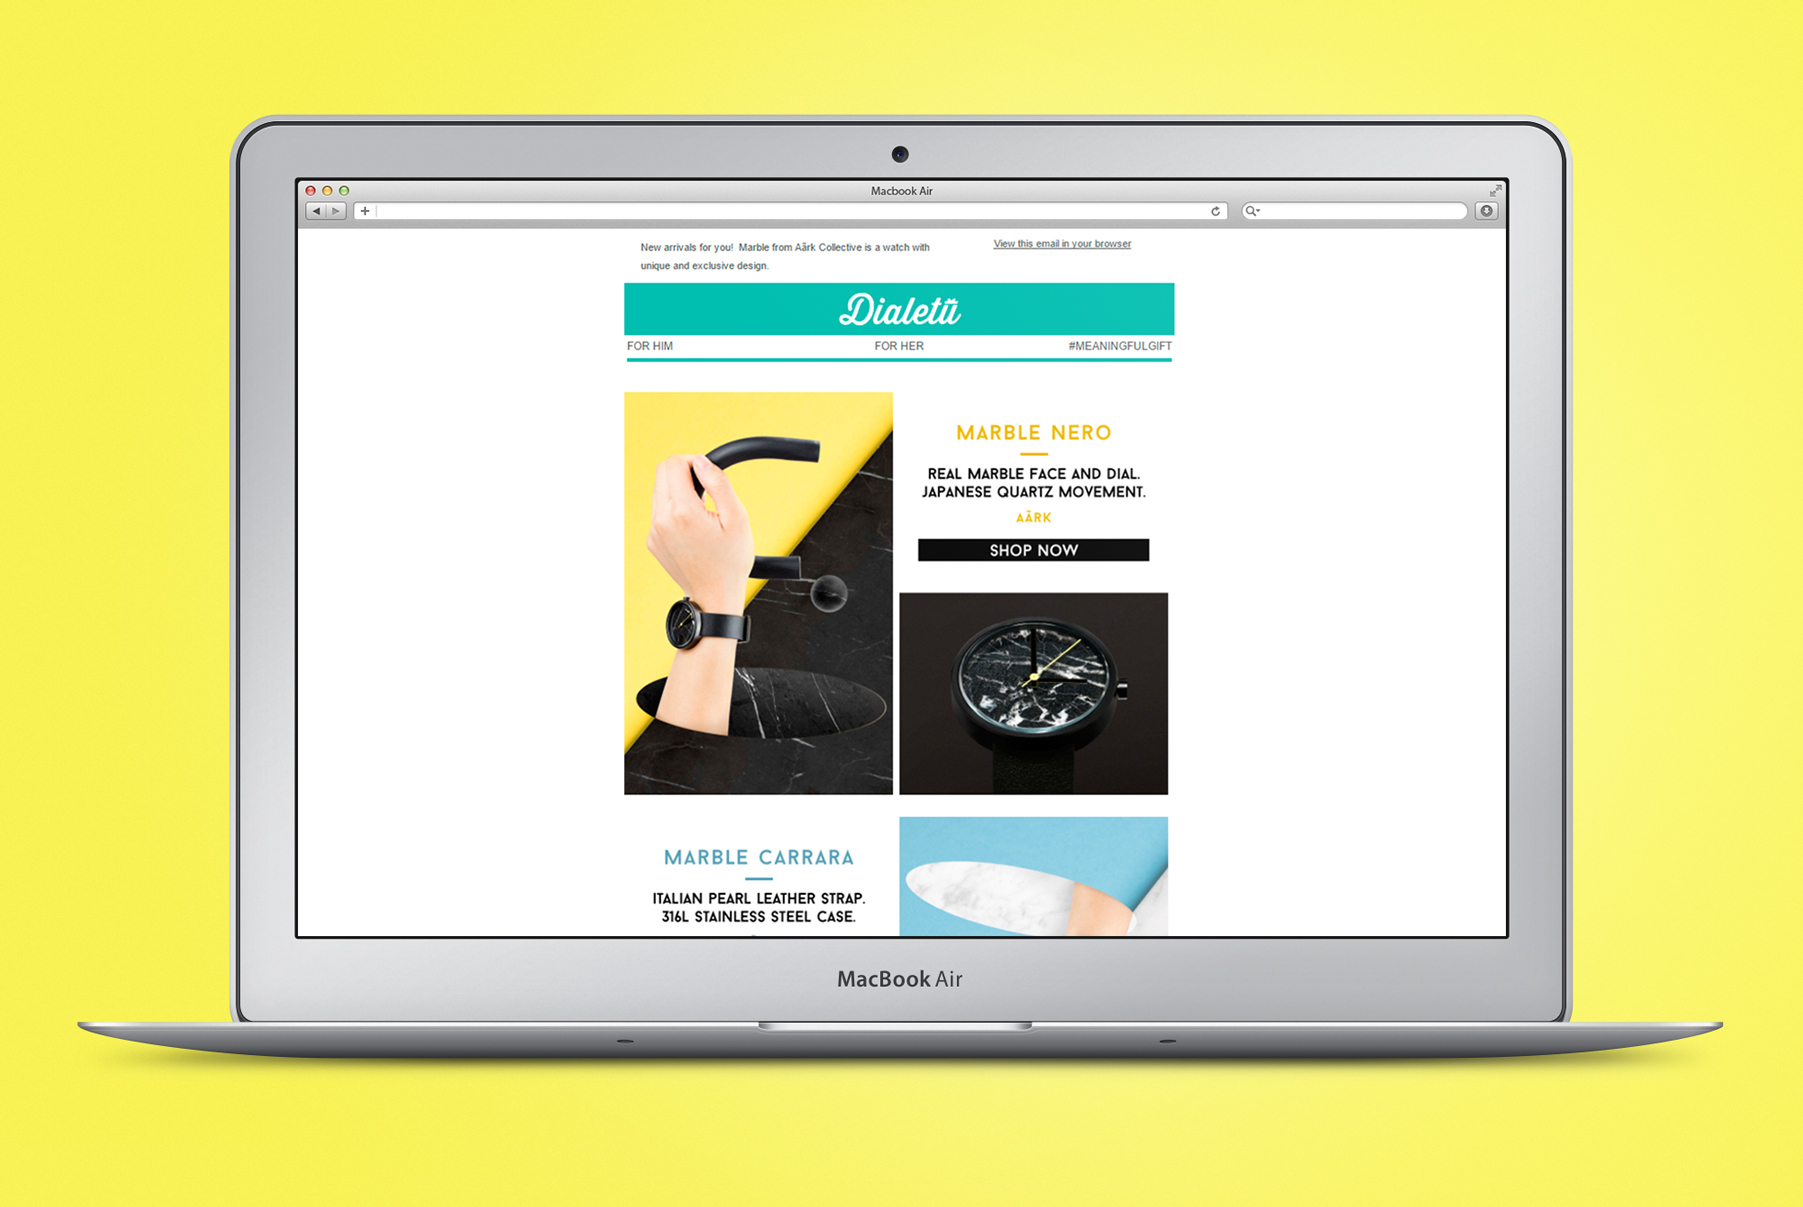 Macbook Air
New arrivals for you!  Marble from Aãrk Collective is a watch with
unique and exclusive design.
View this email in your browser
Dialetü
FOR HIM
FOR HER
#MEANINGFULGIFT
MARBLE NERO
REAL MARBLE FACE AND DIAL.
JAPANESE QUARTZ MOVEMENT.
AÃRK
SHOP NOW
MARBLE CARRARA
ITALIAN PEARL LEATHER STRAP.
316L STAINLESS STEEL CASE.
MacBook Air